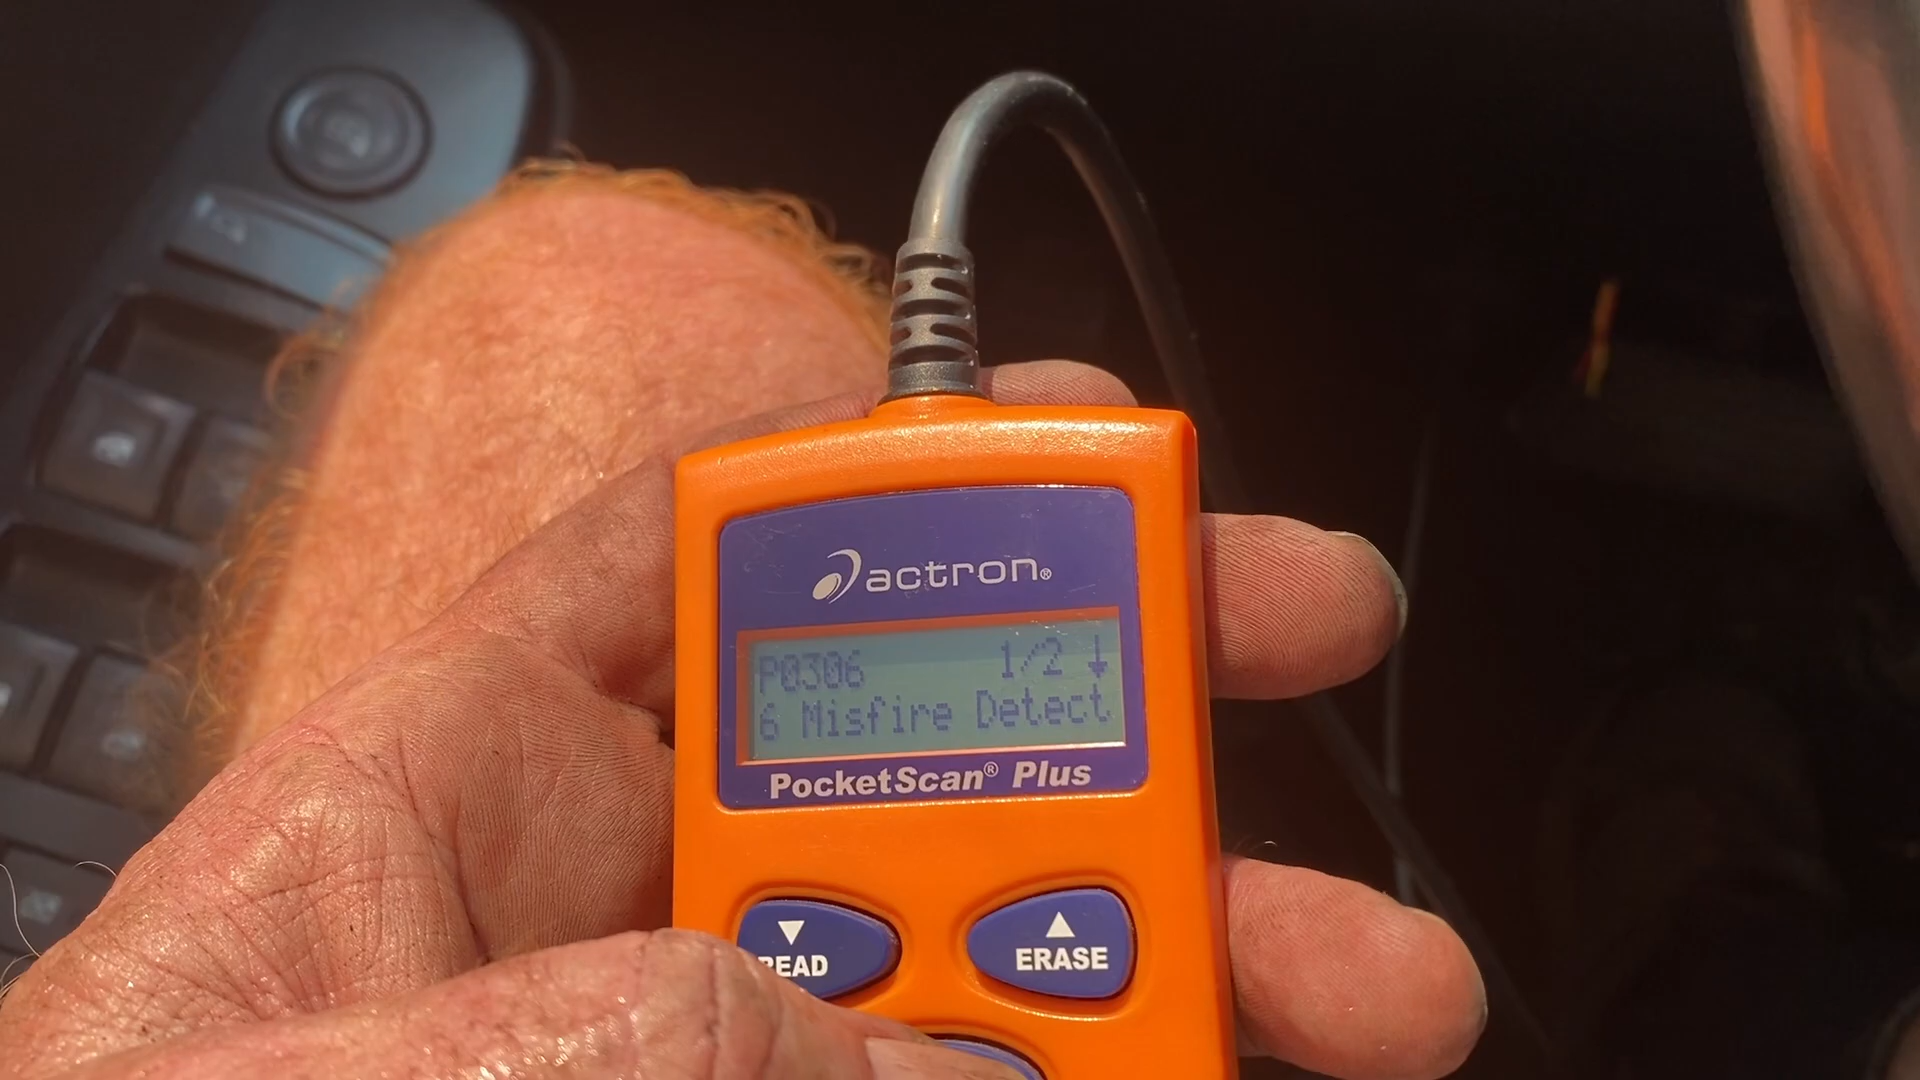 actron®
P0306 1/2 ↓
6 Misfire Detect
PocketScan® Plus
▼ ▲
READ ERASE